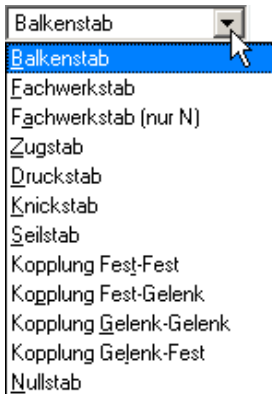 Balkenstab
Balkenstab
Fachwerkstab
Fachwerkstab (nur N)
Zugstab
Druckstab
Knickstab
Seilstab
Kopplung Fest-Fest
Kopplung Fest-Gelenk
Kopplung Gelenk-Gelenk
Kopplung Gelenk-Fest
Nullstab